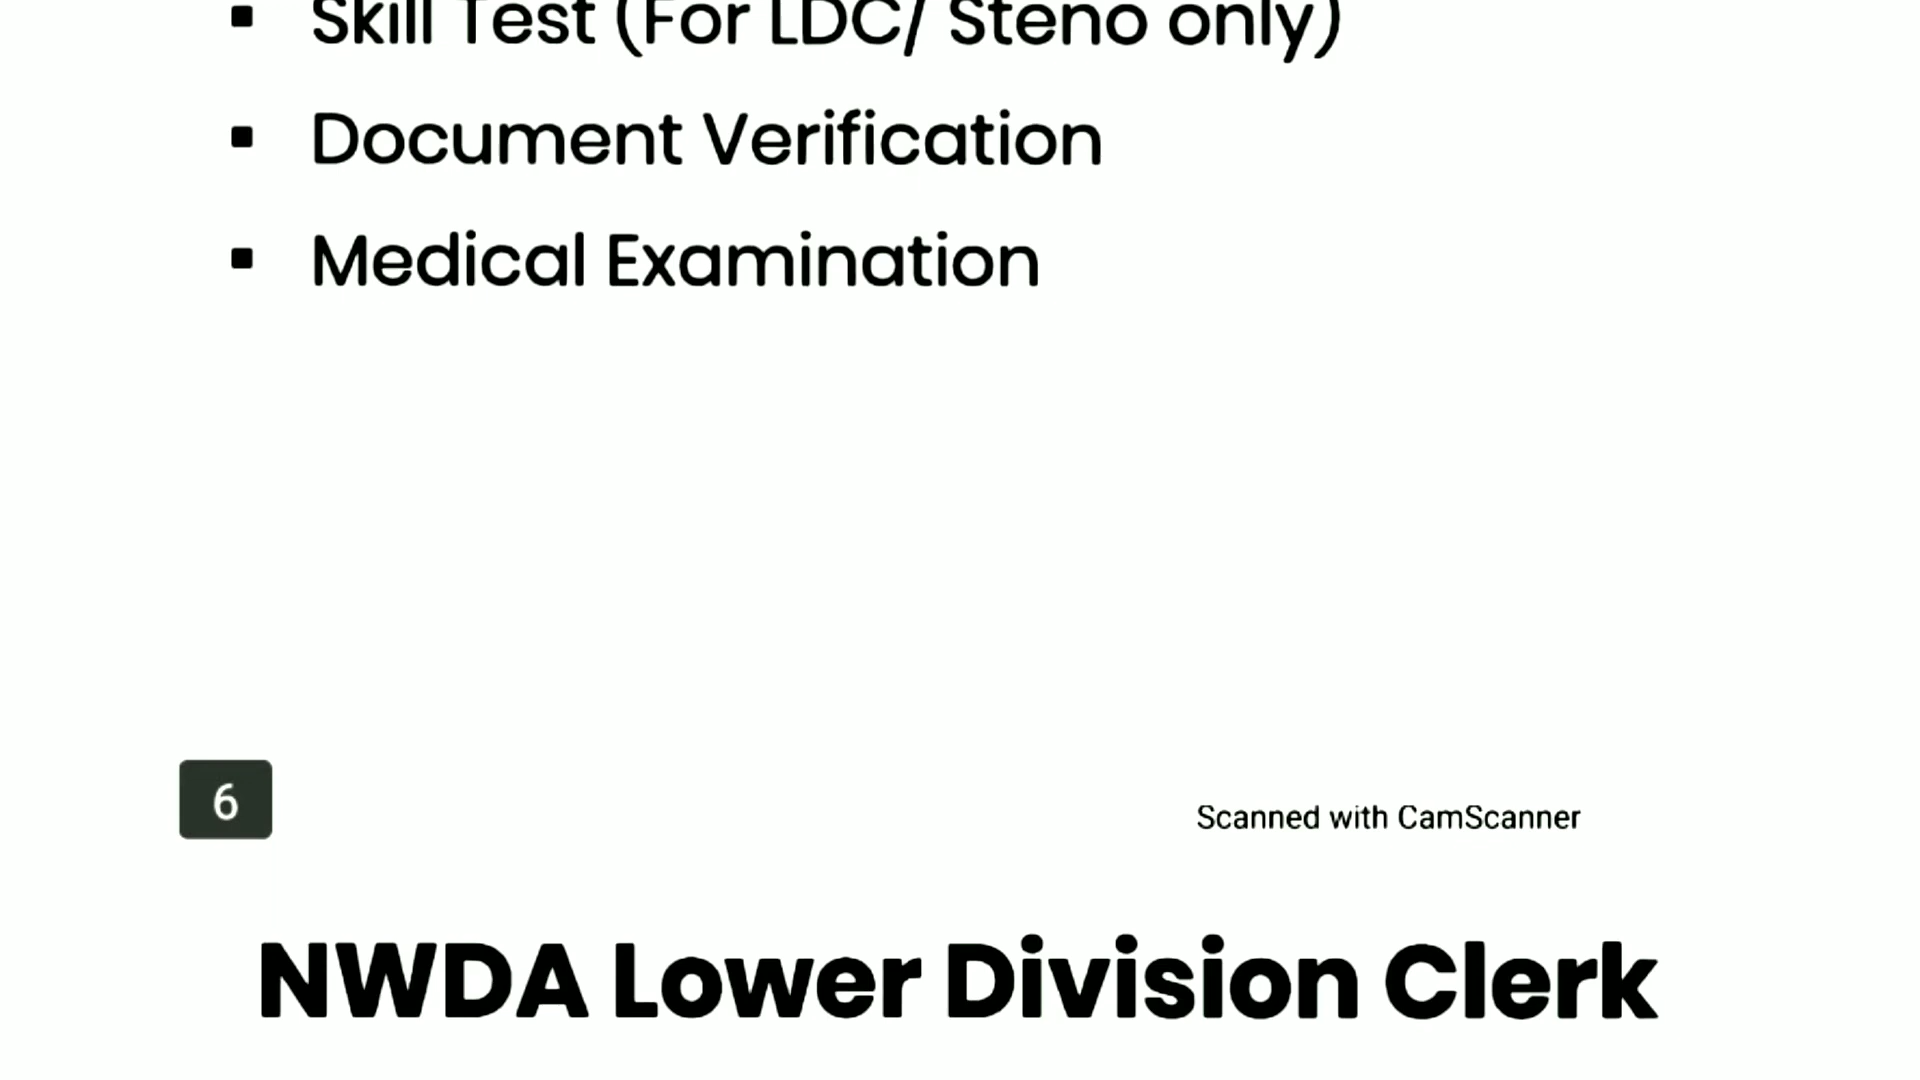 ▪ Skill Test (For LDC/ Steno only)
▪ Document Verification
▪ Medical Examination
6
Scanned with CamScanner
NWDA Lower Division Clerk